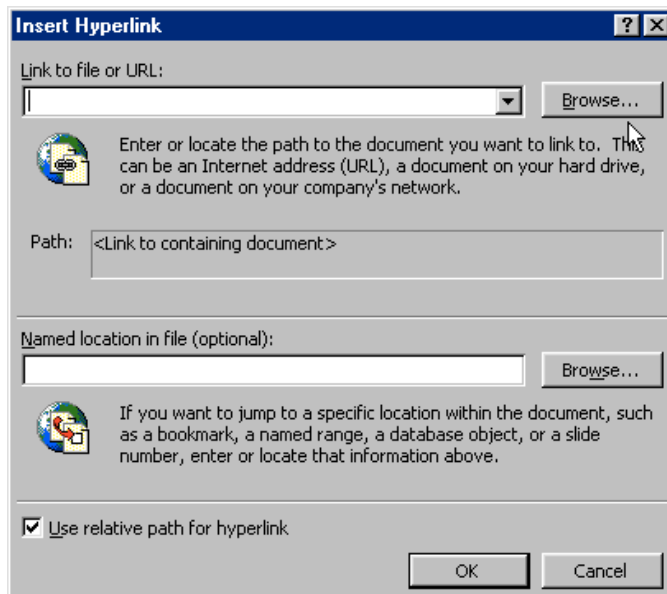 Insert Hyperlink
Link to file or URL:
Browse...
Enter or locate the path to the document you want to link to. This
can be an Internet address (URL), a document on your hard drive,
or a document on your company's network.
Path: <Link to containing document>
Named location in file (optional):
Browse...
If you want to jump to a specific location within the document, such
as a bookmark, a named range, a database object, or a slide
number, enter or locate that information above.
Use relative path for hyperlink
OK Cancel